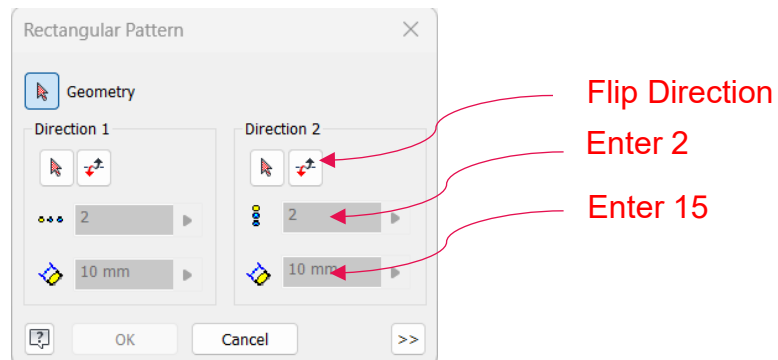 Rectangular Pattern
Geometry
Direction 1
Direction 2
Flip Direction
Enter 2
2
2
Enter 15
10 mm
10 mm
?
OK
Cancel
>>